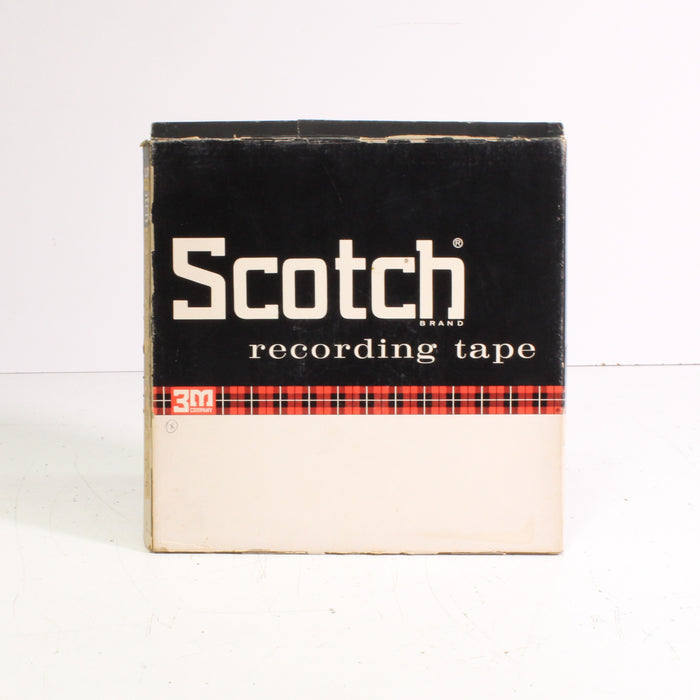 Scotch®
BRAND
recording tape
3M
COMPANY
x